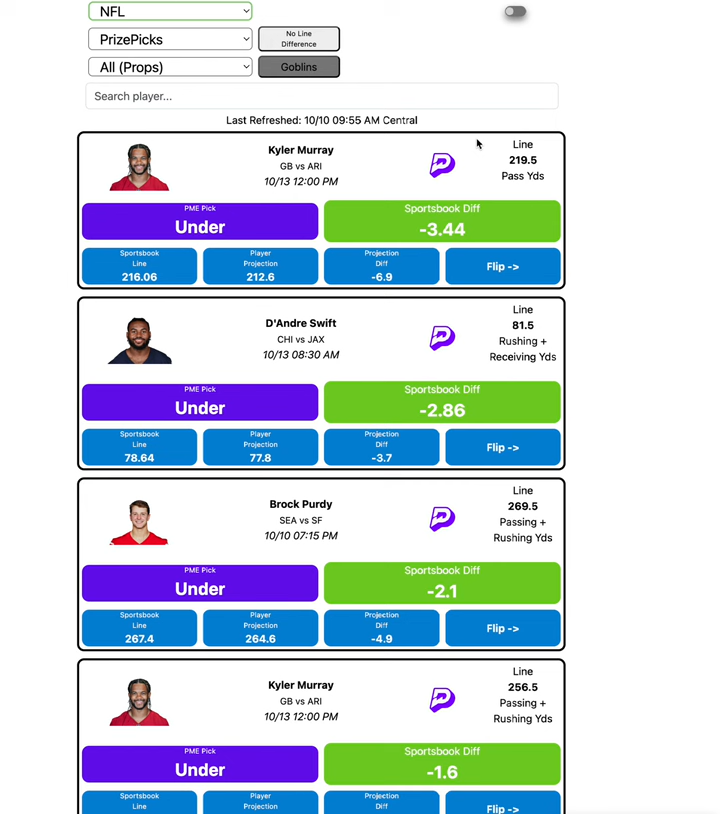 NFL
PrizePicks
No Line
Difference
All (Props)
Goblins
Search player...
Last Refreshed: 10/10 09:55 AM Central
Kyler Murray
GB vs ARI
10/13 12:00 PM
Line
219.5
Pass Yds
PME Pick
Under
Sportsbook Diff
-3.44
Sportsbook
Line
216.06
Player
Projection
212.6
Projection
Diff
-6.9
Flip ->
D'Andre Swift
CHI vs JAX
10/13 08:30 AM
Line
81.5
Rushing +
Receiving Yds
PME Pick
Under
Sportsbook Diff
-2.86
Sportsbook
Line
78.64
Player
Projection
77.8
Projection
Diff
-3.7
Flip ->
Brock Purdy
SEA vs SF
10/10 07:15 PM
Line
269.5
Passing +
Rushing Yds
PME Pick
Under
Sportsbook Diff
-2.1
Sportsbook
Line
267.4
Player
Projection
264.6
Projection
Diff
-4.9
Flip ->
Kyler Murray
GB vs ARI
10/13 12:00 PM
Line
256.5
Passing +
Rushing Yds
PME Pick
Under
Sportsbook Diff
-1.6
Sportsbook
Line
Player
Projection
Projection
Diff
Flip ->